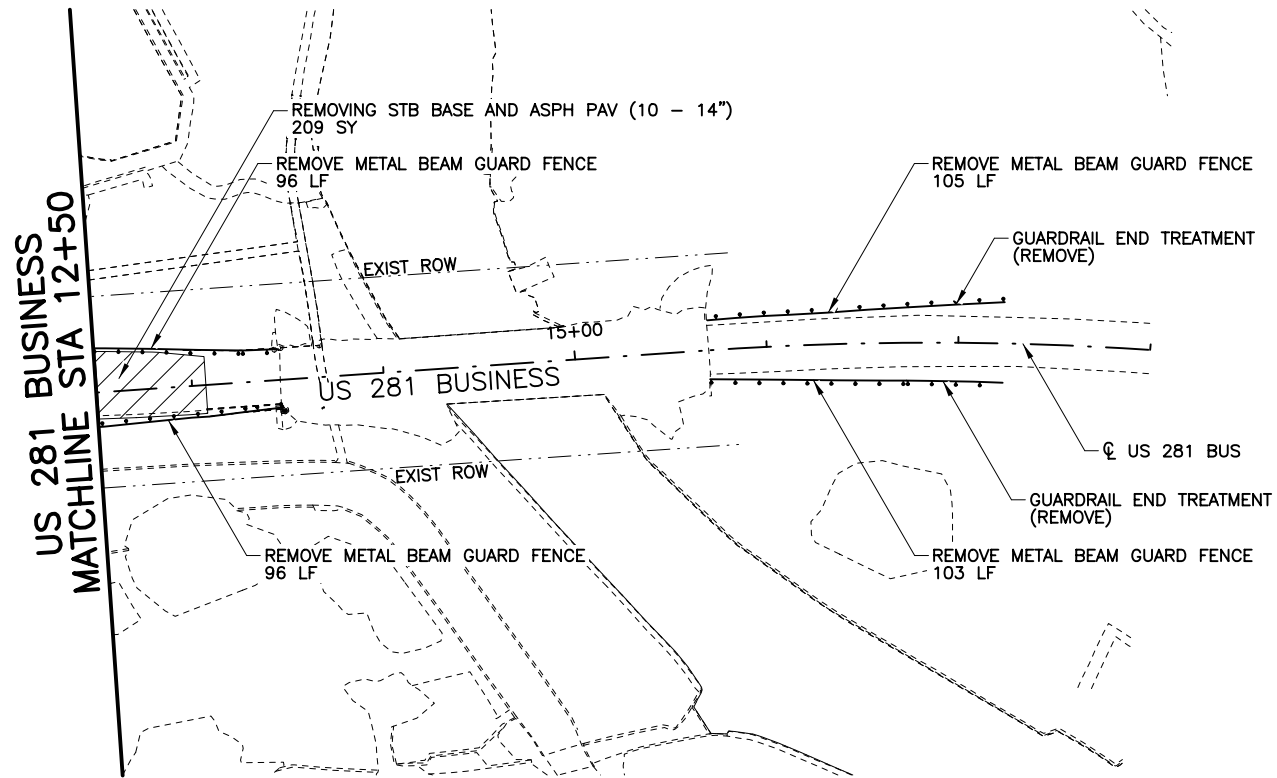 US 281 BUSINESS
MATCHLINE STA 12+50
REMOVING STB BASE AND ASPH PAV (10 - 14")
209 SY
REMOVE METAL BEAM GUARD FENCE
96 LF
REMOVE METAL BEAM GUARD FENCE
105 LF
GUARDRAIL END TREATMENT
(REMOVE)
EXIST ROW
15+00
US 281 BUSINESS
EXIST ROW
℄ US 281 BUS
GUARDRAIL END TREATMENT
(REMOVE)
REMOVE METAL BEAM GUARD FENCE
96 LF
REMOVE METAL BEAM GUARD FENCE
103 LF